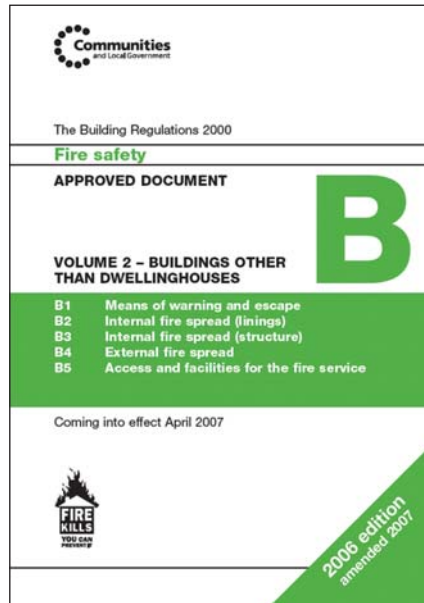 Communities
and Local Government
The Building Regulations 2000
Fire safety
APPROVED DOCUMENT
B
VOLUME 2 – BUILDINGS OTHER
THAN DWELLINGHOUSES
B1 Means of warning and escape
B2 Internal fire spread (linings)
B3 Internal fire spread (structure)
B4 External fire spread
B5 Access and facilities for the fire service
Coming into effect April 2007
FIRE
KILLS
YOU CAN
PREVENT IT
2006 edition
amended 2007